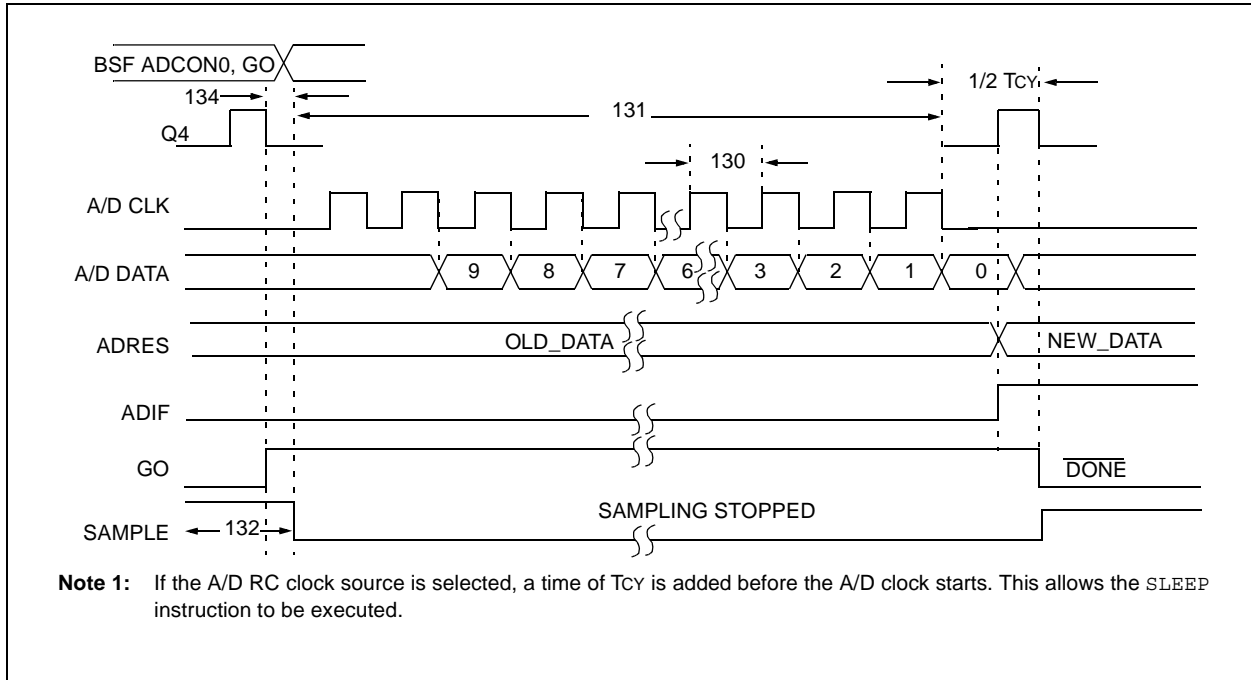 BSF ADCON0, GO
134
1/2 TCY
131
Q4
130
A/D CLK
A/D DATA
9 8 7 6 3 2 1 0
ADRES
OLD_DATA
NEW_DATA
ADIF
GO
DONE
SAMPLING STOPPED
SAMPLE
132
Note 1: If the A/D RC clock source is selected, a time of TCY is added before the A/D clock starts. This allows the SLEEP
instruction to be executed.